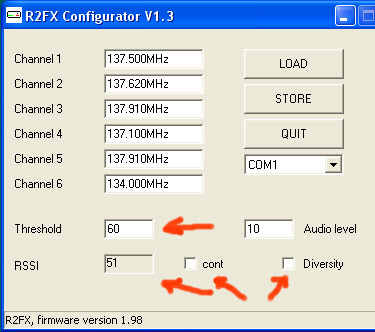 R2FX Configurator V1.3
Channel 1 137.500MHz LOAD
Channel 2 137.620MHz
STORE
Channel 3 137.910MHz
Channel 4 137.100MHz QUIT
Channel 5 137.910MHz COM1
Channel 6 134.000MHz
Threshold 60 10 Audio level
RSSI 51 cont Diversity
R2FX, firmware version 1.98